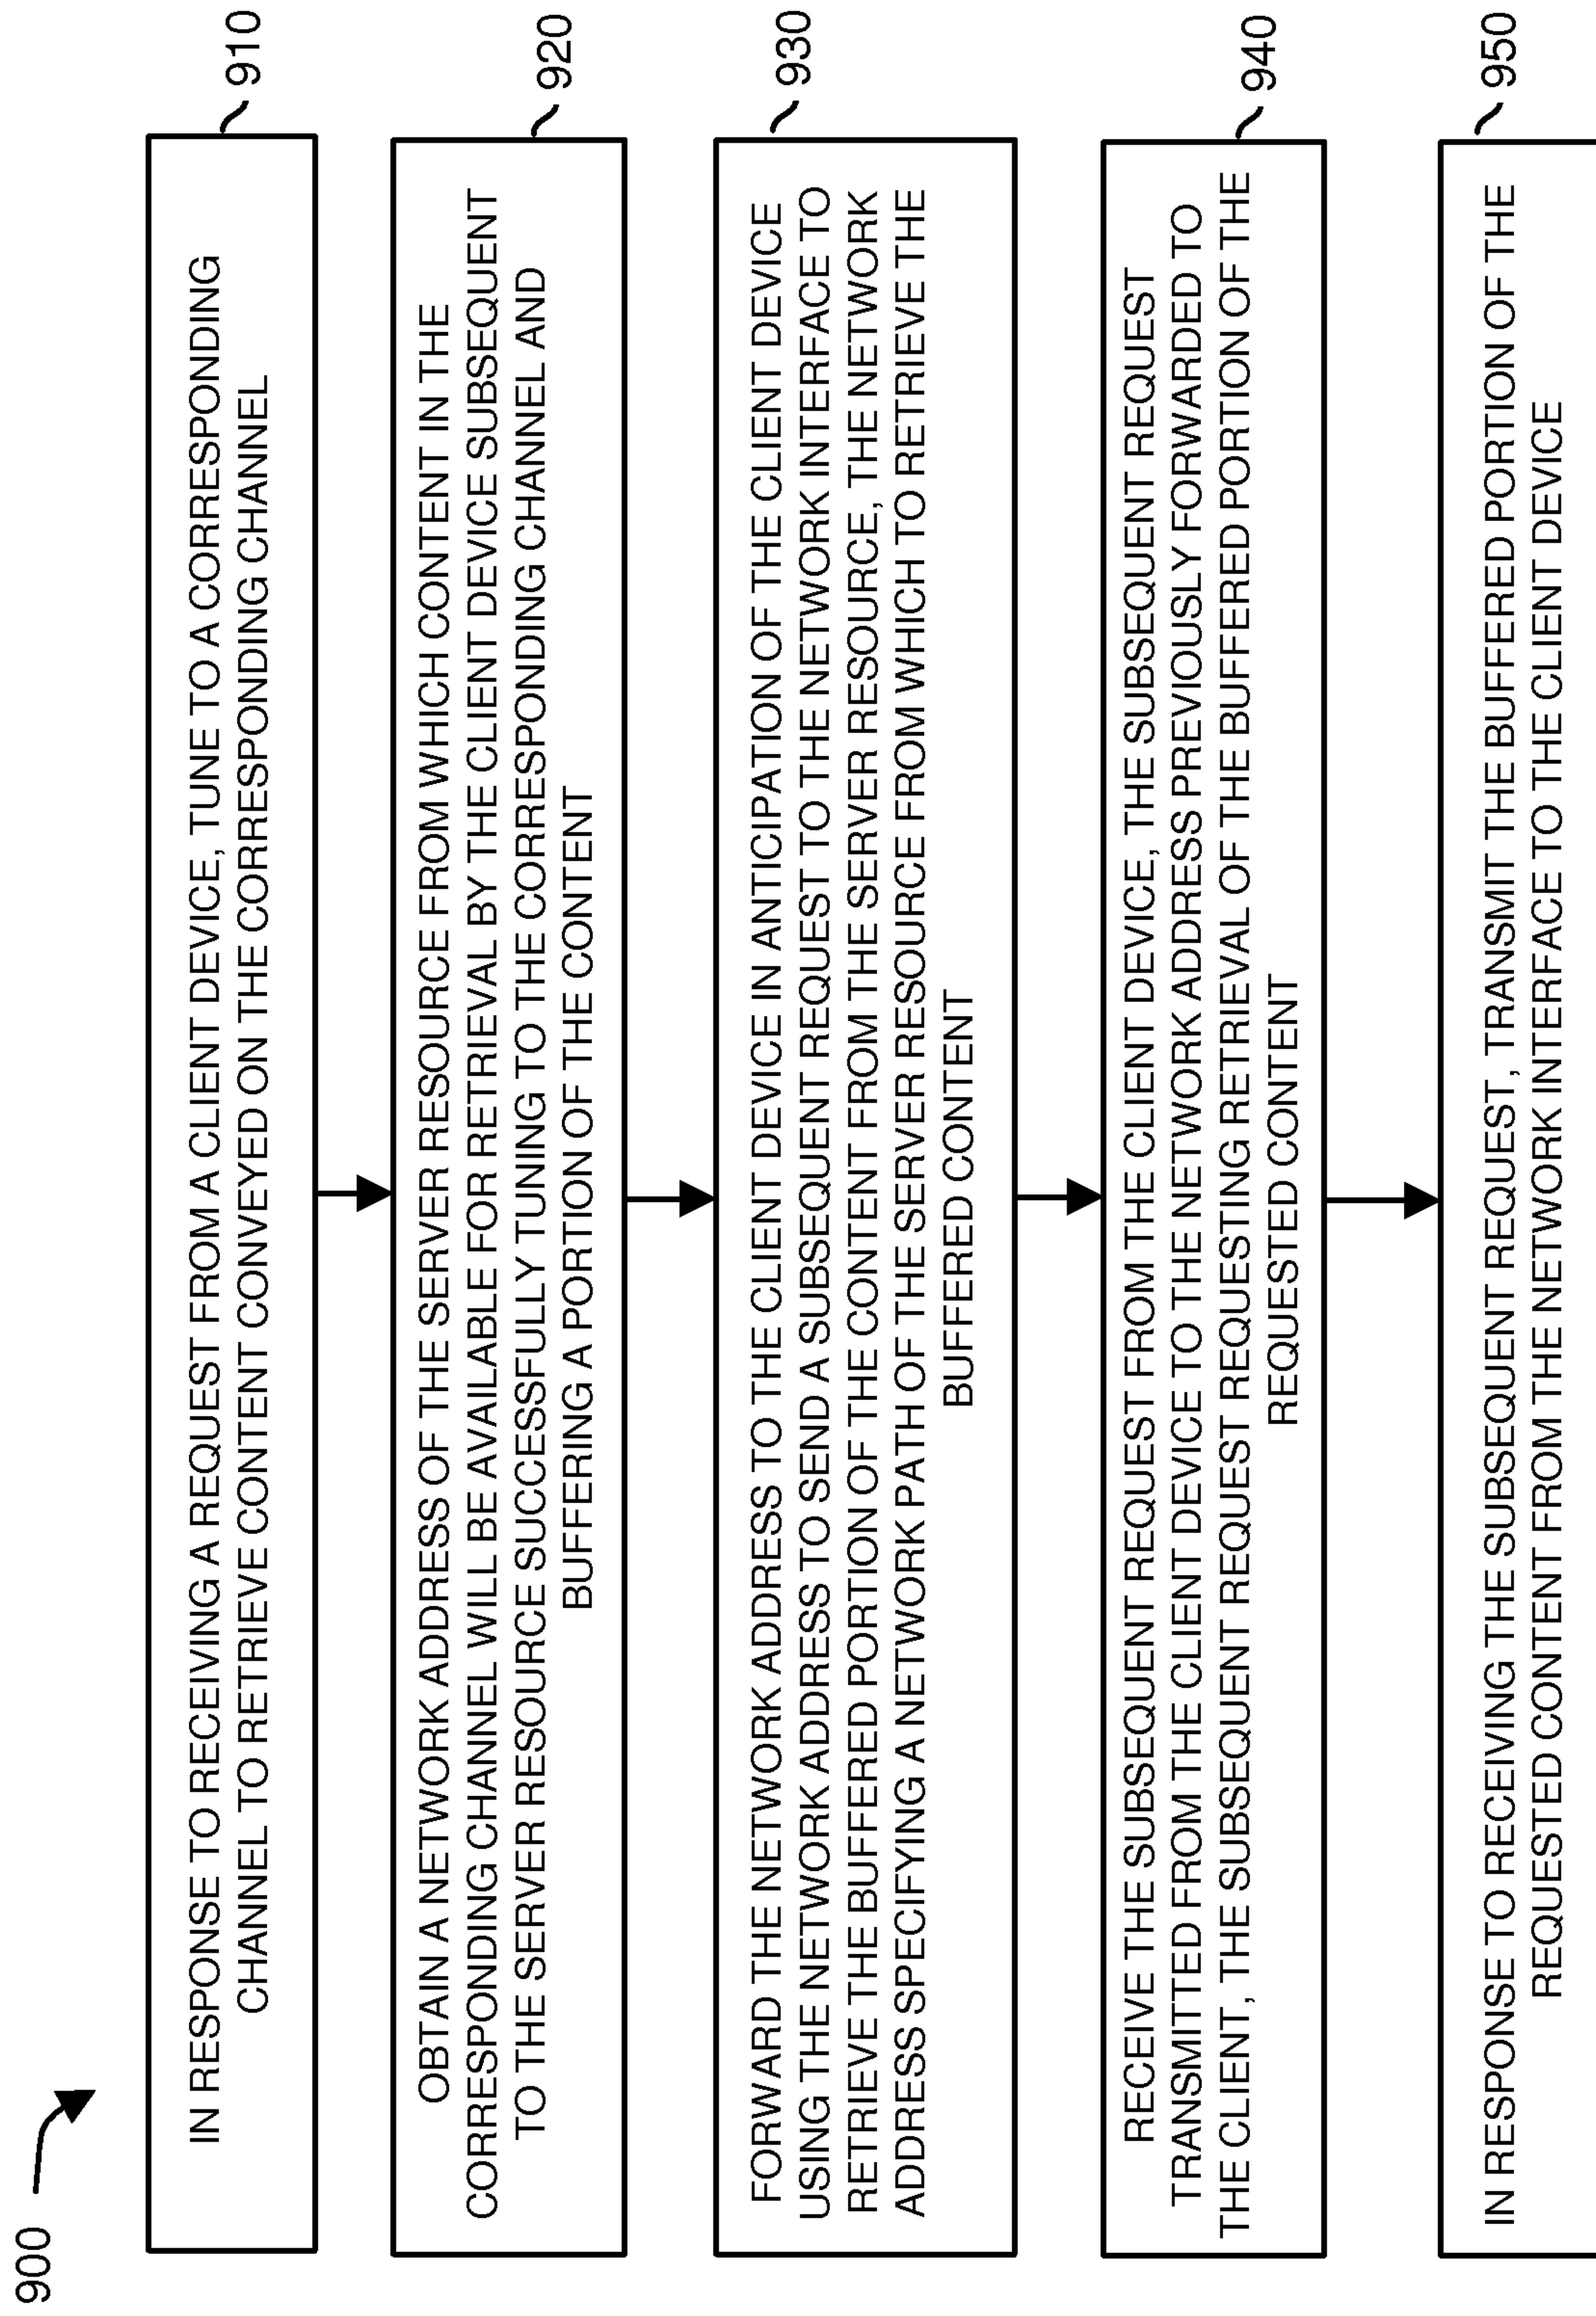 900
IN RESPONSE TO RECEIVING A REQUEST FROM A CLIENT DEVICE, TUNE TO A CORRESPONDING
CHANNEL TO RETRIEVE CONTENT CONVEYED ON THE CORRESPONDING CHANNEL
910
OBTAIN A NETWORK ADDRESS OF THE SERVER RESOURCE FROM WHICH CONTENT IN THE
CORRESPONDING CHANNEL WILL BE AVAILABLE FOR RETRIEVAL BY THE CLIENT DEVICE SUBSEQUENT
TO THE SERVER RESOURCE SUCCESSFULLY TUNING TO THE CORRESPONDING CHANNEL AND
BUFFERING A PORTION OF THE CONTENT
920
FORWARD THE NETWORK ADDRESS TO THE CLIENT DEVICE IN ANTICIPATION OF THE CLIENT DEVICE
USING THE NETWORK ADDRESS TO SEND A SUBSEQUENT REQUEST TO THE NETWORK INTERFACE TO
RETRIEVE THE BUFFERED PORTION OF THE CONTENT FROM THE SERVER RESOURCE, THE NETWORK
ADDRESS SPECIFYING A NETWORK PATH OF THE SERVER RESOURCE FROM WHICH TO RETRIEVE THE
BUFFERED CONTENT
930
RECEIVE THE SUBSEQUENT REQUEST FROM THE CLIENT DEVICE, THE SUBSEQUENT REQUEST
TRANSMITTED FROM THE CLIENT DEVICE TO THE NETWORK ADDRESS PREVIOUSLY FORWARDED TO
THE CLIENT, THE SUBSEQUENT REQUEST REQUESTING RETRIEVAL OF THE BUFFERED PORTION OF THE
REQUESTED CONTENT
940
IN RESPONSE TO RECEIVING THE SUBSEQUENT REQUEST, TRANSMIT THE BUFFERED PORTION OF THE
REQUESTED CONTENT FROM THE NETWORK INTERFACE TO THE CLIENT DEVICE
950